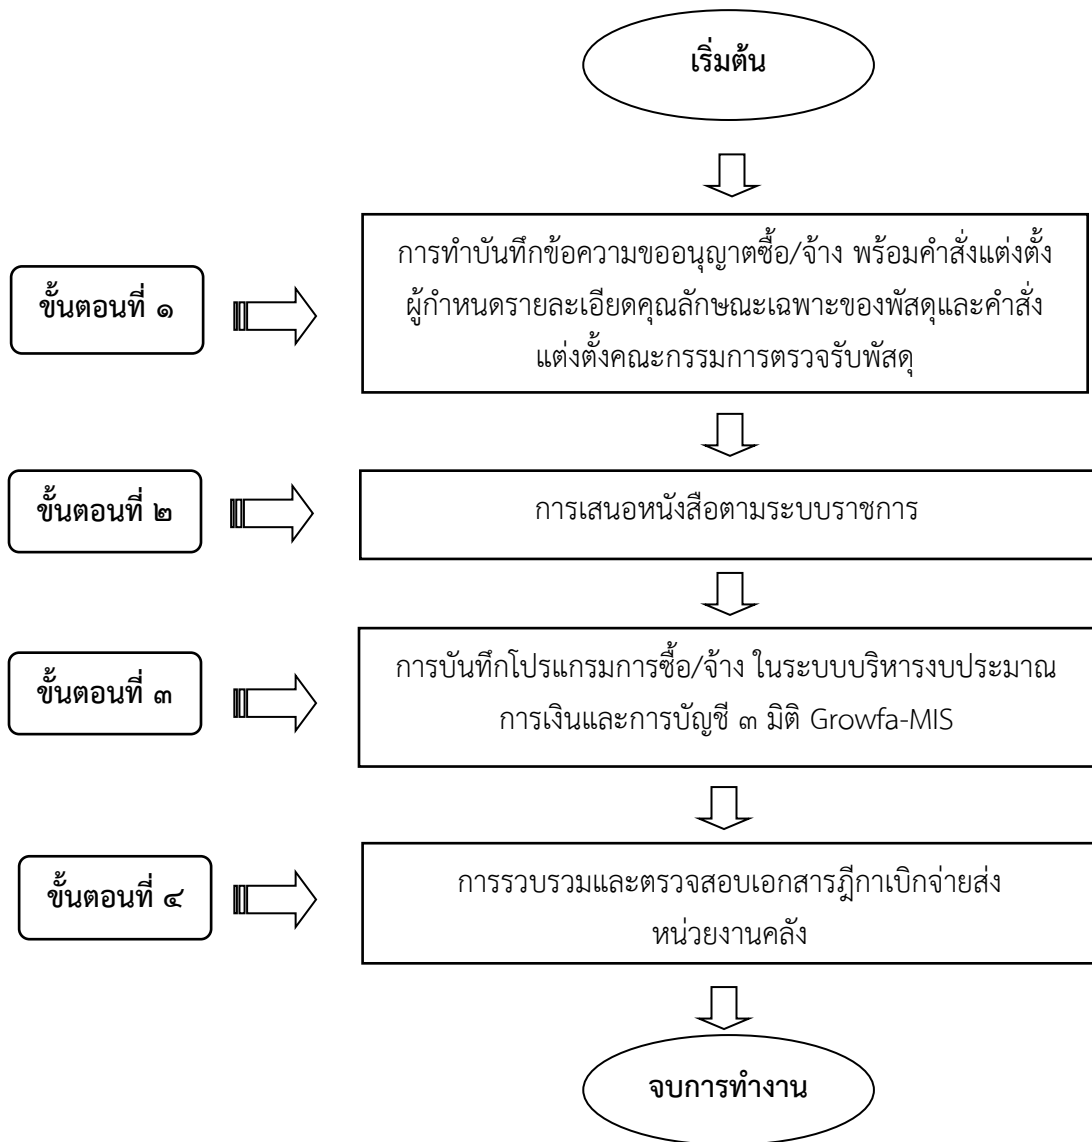 เริ่มต้น
ขั้นตอนที่ ๑
การทำบันทึกข้อความขออนุญาตซื้อ/จ้าง พร้อมคำสั่งแต่งตั้ง
ผู้กำหนดรายละเอียดคุณลักษณะเฉพาะของพัสดุและคำสั่ง
แต่งตั้งคณะกรรมการตรวจรับพัสดุ
ขั้นตอนที่ ๒
การเสนอหนังสือตามระบบราชการ
ขั้นตอนที่ ๓
การบันทึกโปรแกรมการซื้อ/จ้าง ในระบบบริหารงบประมาณ
การเงินและการบัญชี ๓ มิติ Growfa-MIS
ขั้นตอนที่ ๔
การรวบรวมและตรวจสอบเอกสารฎีกาเบิกจ่ายส่ง
หน่วยงานคลัง
จบการทำงาน